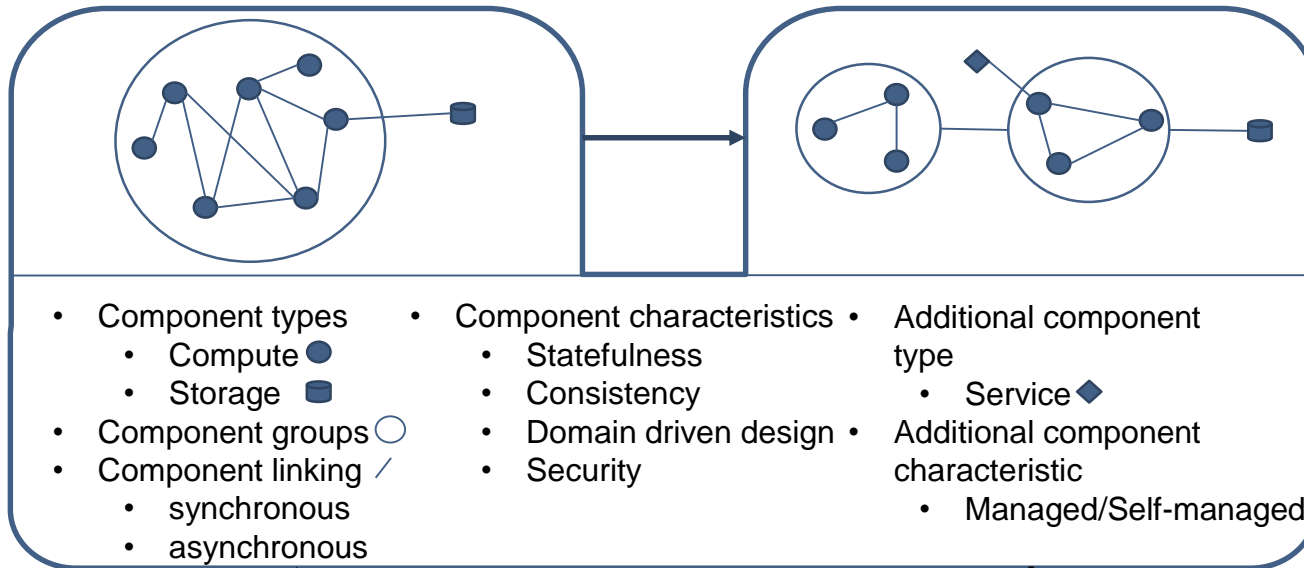 • Component types
• Compute
• Storage
• Component groups
• Component linking
• synchronous
• asynchronous
• Component characteristics
• Statefulness
• Consistency
• Domain driven design
• Security
• Additional component
type
• Service
• Additional component
characteristic
• Managed/Self-managed